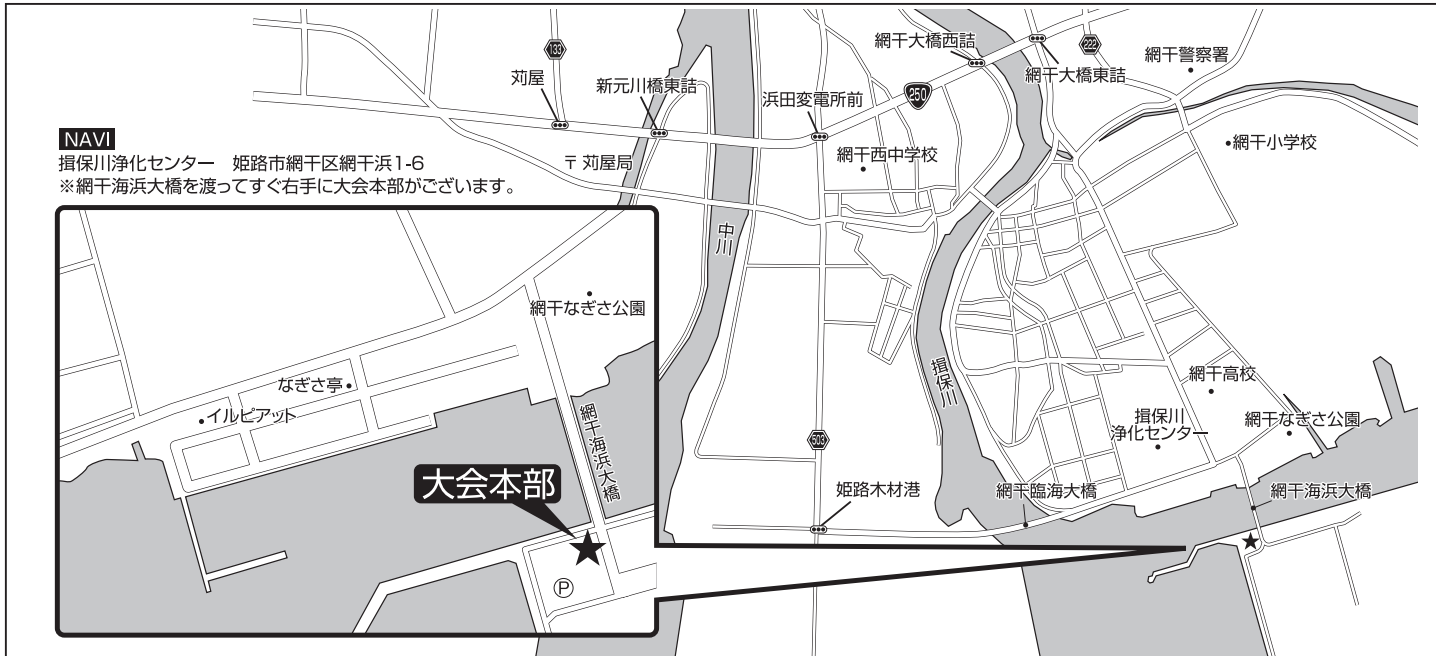 133
網干大橋西詰
222
網干警察署
苅屋
新元川橋東詰
浜田変電所前
250
網干大橋東詰
NAVI
揖保川浄化センター　姫路市網干区網干浜1-6
※網干海浜大橋を渡ってすぐ右手に大会本部がございます。
〒 苅屋局
網干西中学校
網干小学校
中川
網干なぎさ公園
なぎさ亭
イルピアット
網干海浜大橋
大会本部
P
揖保川
503
姫路木材港
網干臨海大橋
揖保川
浄化センター
網干高校
網干なぎさ公園
網干海浜大橋